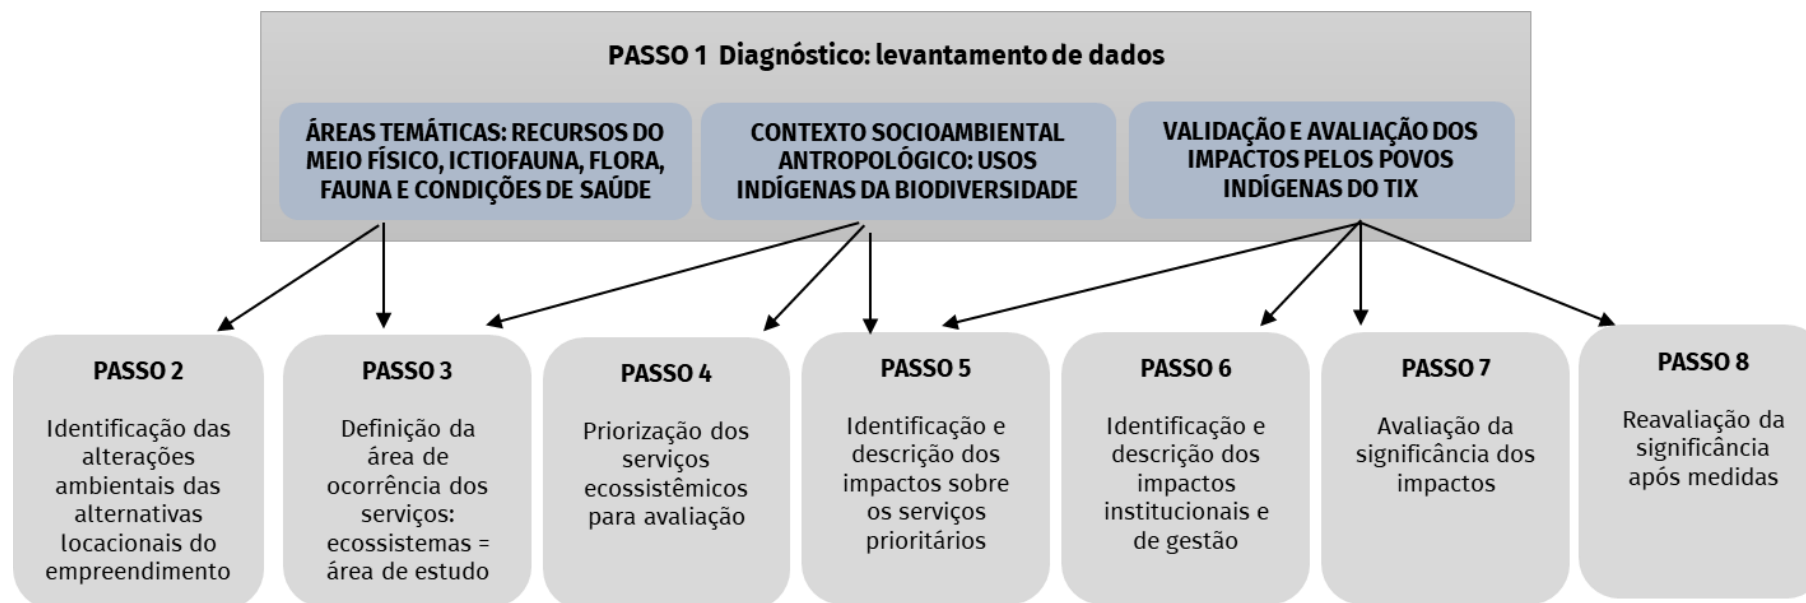 PASSO 1 Diagnóstico: levantamento de dados
ÁREAS TEMÁTICAS: RECURSOS DO
MEIO FÍSICO, ICTIOFAUNA, FLORA,
FAUNA E CONDIÇÕES DE SAÚDE
CONTEXTO SOCIOAMBIENTAL
ANTROPOLÓGICO: USOS
INDÍGENAS DA BIODIVERSIDADE
VALIDAÇÃO E AVALIAÇÃO DOS
IMPACTOS PELOS POVOS
INDÍGENAS DO TIX
PASSO 2
Identificação das
alterações
ambientais das
alternativas
locacionais do
empreendimento
PASSO 3
Definição da
área de
ocorrência dos
serviços:
ecossistemas =
área de estudo
PASSO 4
Priorização dos
serviços
ecossistêmicos
para avaliação
PASSO 5
Identificação e
descrição dos
impactos sobre
os serviços
prioritários
PASSO 6
Identificação e
descrição dos
impactos
institucionais e
de gestão
PASSO 7
Avaliação da
significância dos
impactos
PASSO 8
Reavaliação da
significância
após medidas